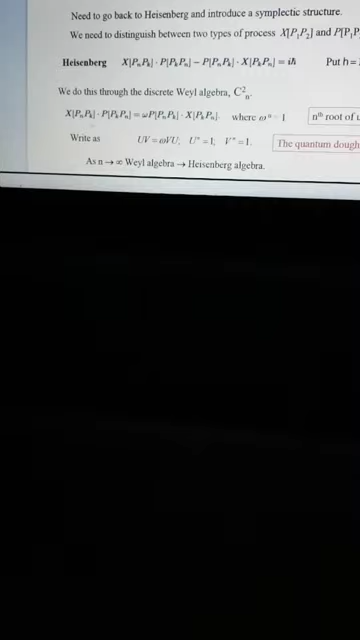 Need to go back to Heisenberg and introduce a symplectic structure.
We need to distinguish between two types of process X[P₁P₂] and P[P₁P
Heisenberg X[PₙPₖ] · P[PₖPₙ] − P[PₙPₖ] · X[PₖPₙ] = iħ Put h =
We do this through the discrete Weyl algebra, C²ₙ.
X[PₙPₖ] · P[PₖPₙ] = ωP[PₙPₖ] · X[PₖPₙ]. where ωⁿ = 1 nᵗʰ root of u
Write as UV = ωVU, Uⁿ = 1; Vⁿ = 1. The quantum dough
As n → ∞ Weyl algebra → Heisenberg algebra.